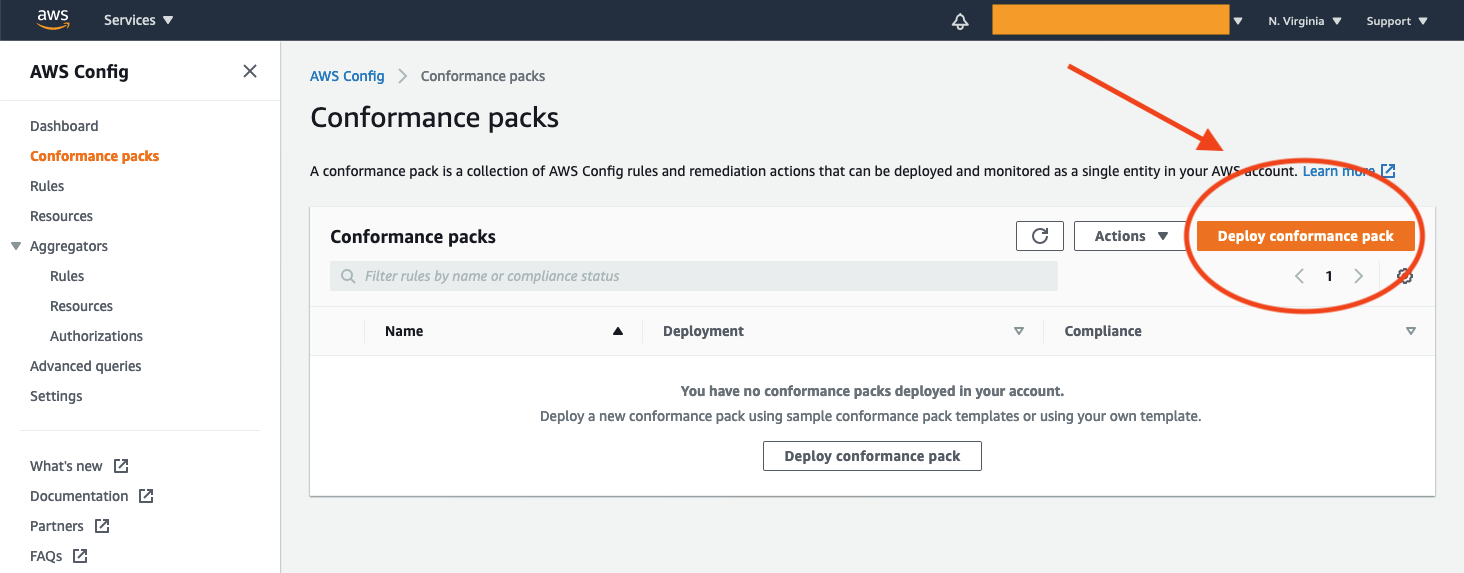 aws Services N. Virginia Support
AWS Config
Dashboard
Conformance packs
Rules
Resources
Aggregators
Rules
Resources
Authorizations
Advanced queries
Settings
What's new
Documentation
Partners
FAQs
AWS Config Conformance packs
Conformance packs
A conformance pack is a collection of AWS Config rules and remediation actions that can be deployed and monitored as a single entity in your AWS account. Learn more
Conformance packs Actions Deploy conformance pack
Filter rules by name or compliance status 1
Name Deployment Compliance
You have no conformance packs deployed in your account.
Deploy a new conformance pack using sample conformance pack templates or using your own template.
Deploy conformance pack